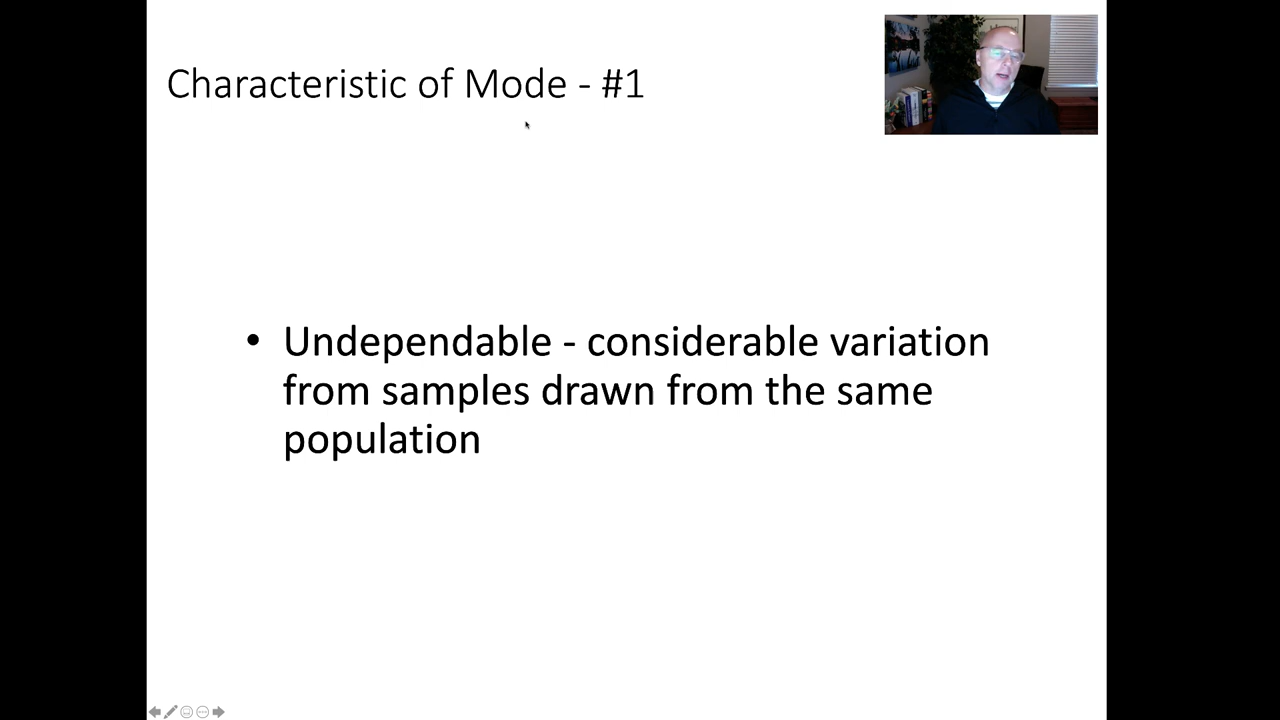 Characteristic of Mode - #1
• Undependable - considerable variation
from samples drawn from the same
population